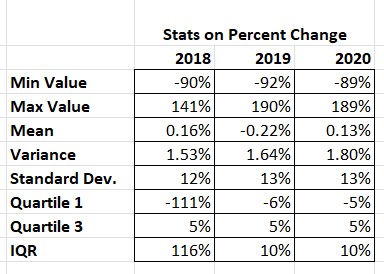 Stats on Percent Change
2018 2019 2020
Min Value -90% -92% -89%
Max Value 141% 190% 189%
Mean 0.16% -0.22% 0.13%
Variance 1.53% 1.64% 1.80%
Standard Dev. 12% 13% 13%
Quartile 1 -111% -6% -5%
Quartile 3 5% 5% 5%
IQR 116% 10% 10%